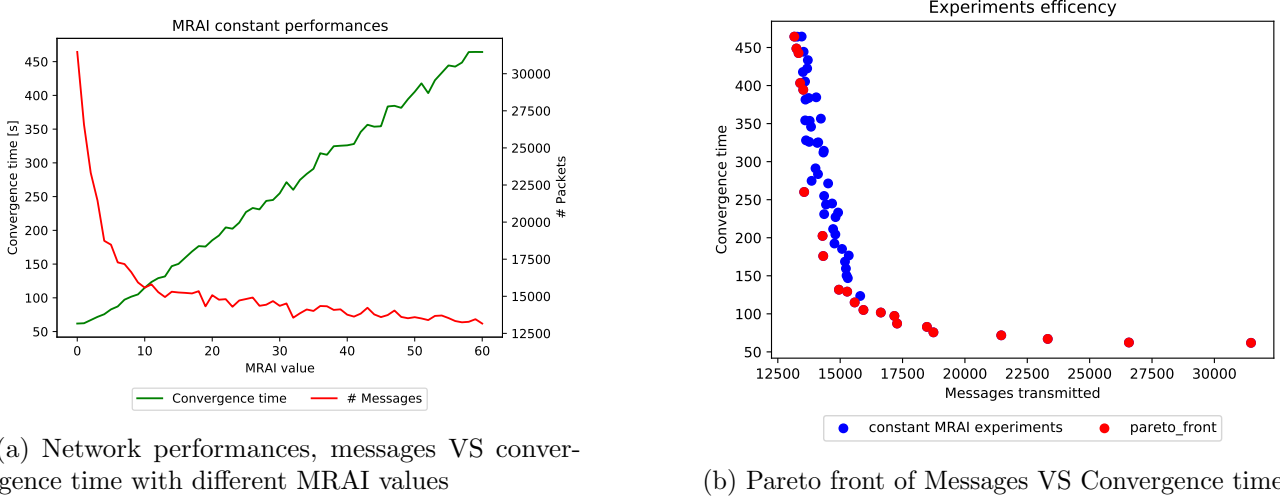 MRAI constant performances
450
400
350
300
250
200
150
100
50
Convergence time [s]
30000
27500
25000
22500
20000
17500
15000
12500
# Packets
0 10 20 30 40 50 60
MRAI value
Convergence time # Messages
(a) Network performances, messages VS conver-
gence time with different MRAI values
Experiments efficency
450
400
350
300
250
200
150
100
50
Convergence time
12500 15000 17500 20000 22500 25000 27500 30000
Messages transmitted
constant MRAI experiments pareto_front
(b) Pareto front of Messages VS Convergence time